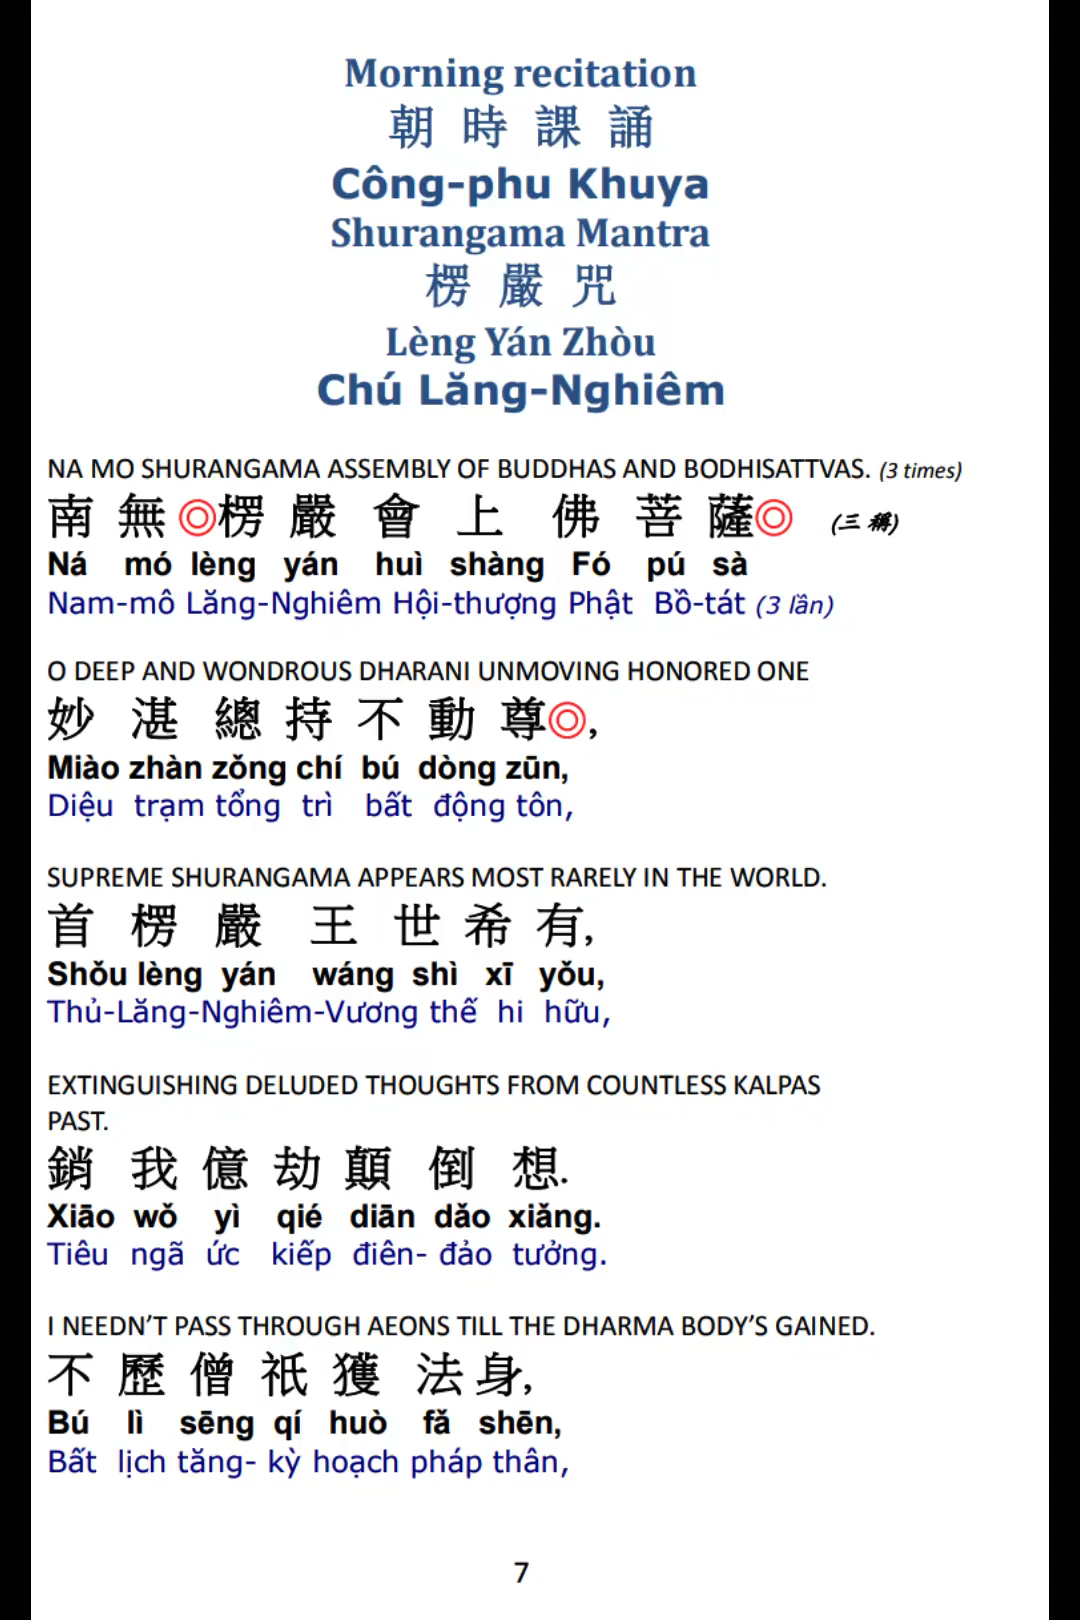 Morning recitation
朝 時 課 誦
Công-phu Khuya
Shurangama Mantra
楞 嚴 咒
Lèng Yán Zhòu
Chú Lăng-Nghiêm
NA MO SHURANGAMA ASSEMBLY OF BUDDHAS AND BODHISATTVAS. (3 times)
南 無 ◎楞 嚴 會 上 佛 菩 薩◎ (三 稱)
Ná mó lèng yán huì shàng Fó pú sà
Nam-mô Lăng-Nghiêm Hội-thượng Phật Bồ-tát (3 lần)
O DEEP AND WONDROUS DHARANI UNMOVING HONORED ONE
妙 湛 總 持 不 動 尊◎,
Miào zhàn zǒng chí bú dòng zūn,
Diệu trạm tổng trì bất động tôn,
SUPREME SHURANGAMA APPEARS MOST RARELY IN THE WORLD.
首 楞 嚴 王 世 希 有,
Shǒu lèng yán wáng shì xī yǒu,
Thủ-Lăng-Nghiêm-Vương thế hi hữu,
EXTINGUISHING DELUDED THOUGHTS FROM COUNTLESS KALPAS
PAST.
銷 我 億 劫 顛 倒 想.
Xiāo wǒ yì qié diān dǎo xiǎng.
Tiêu ngã ức kiếp điên- đảo tưởng.
I NEEDN'T PASS THROUGH AEONS TILL THE DHARMA BODY'S GAINED.
不 歷 僧 祇 獲 法 身,
Bú lì sēng qí huò fǎ shēn,
Bất lịch tăng- kỳ hoạch pháp thân,
7